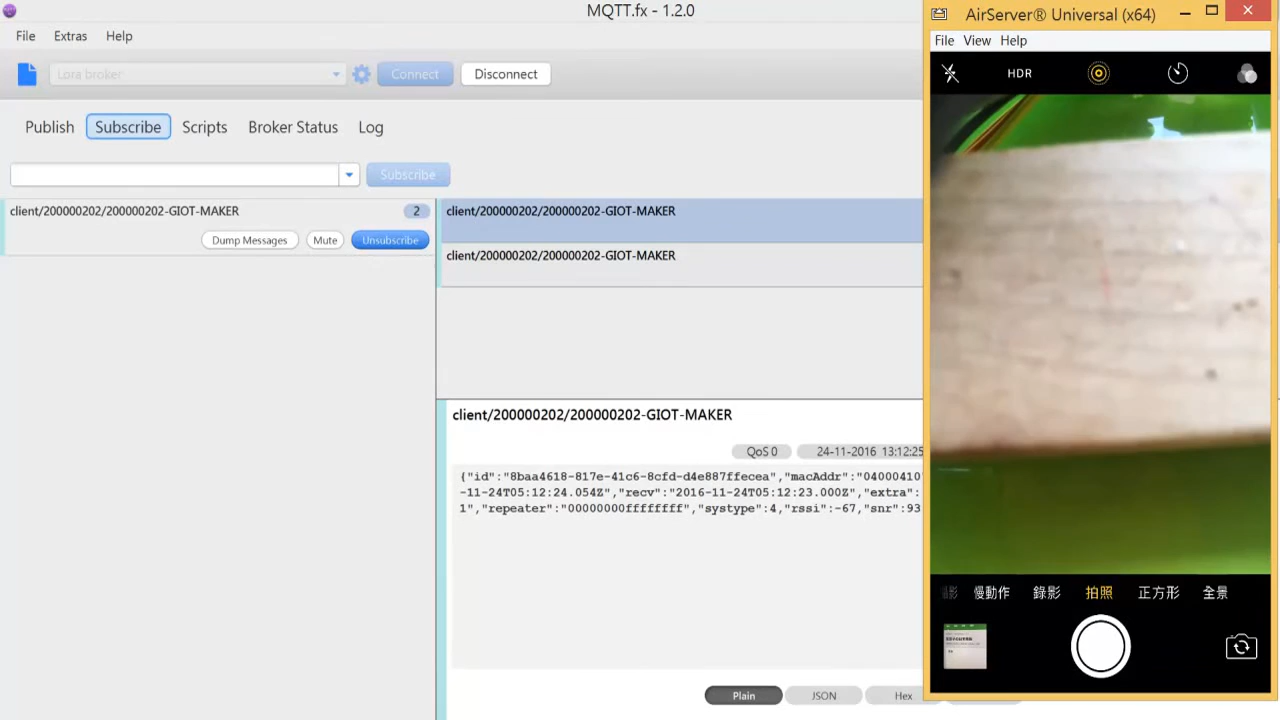 MQTT.fx - 1.2.0
File Extras Help
Lora broker
Connect
Disconnect
Publish Subscribe Scripts Broker Status Log
Subscribe
client/200000202/200000202-GIOT-MAKER
2
Dump Messages
Mute
Unsubscribe
client/200000202/200000202-GIOT-MAKER
client/200000202/200000202-GIOT-MAKER
client/200000202/200000202-GIOT-MAKER
QoS 0
24-11-2016 13:12:25
{"id":"8baa4618-817e-41c6-8cfd-d4e887ffecea","macAddr":"04000410
-11-24T05:12:24.054Z","recv":"2016-11-24T05:12:23.000Z","extra":
1","repeater":"00000000ffffffff","systype":4,"rssi":-67,"snr":93
Plain
JSON
Hex
AirServer® Universal (x64)
File View Help
HDR
慢動作 錄影 拍照 正方形 全景